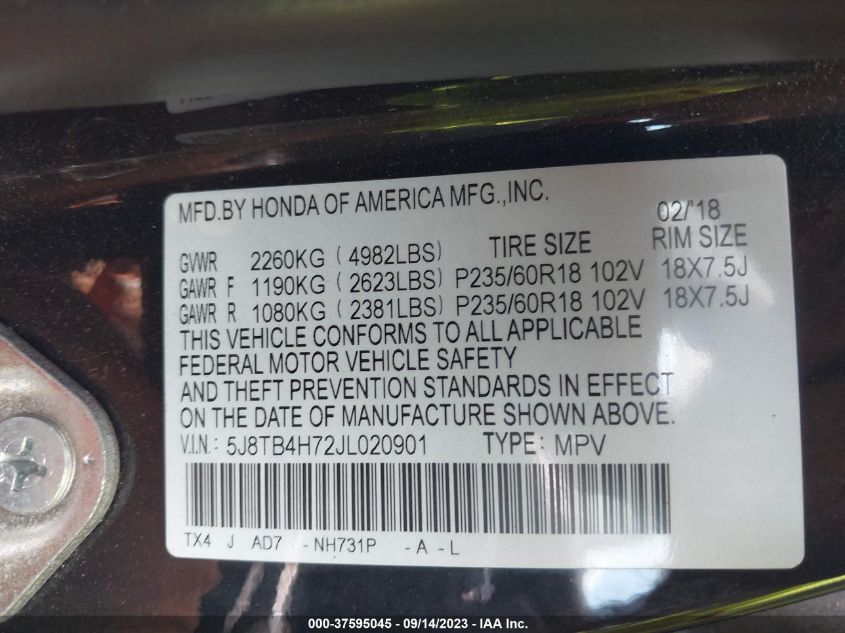 MFD.BY HONDA OF AMERICA MFG.,INC. 02/'18
GVWR 2260KG ( 4982LBS) TIRE SIZE RIM SIZE
GAWR F 1190KG ( 2623LBS) P235/60R18 102V 18X7.5J
GAWR R 1080KG ( 2381LBS) P235/60R18 102V 18X7.5J
THIS VEHICLE CONFORMS TO ALL APPLICABLE
FEDERAL MOTOR VEHICLE SAFETY
AND THEFT PREVENTION STANDARDS IN EFFECT
ON THE DATE OF MANUFACTURE SHOWN ABOVE.
V.I.N.: 5J8TB4H72JL020901 TYPE: MPV
TX4 J AD7 -NH731P -A -L
000-37595045 - 09/14/2023 - IAA Inc.